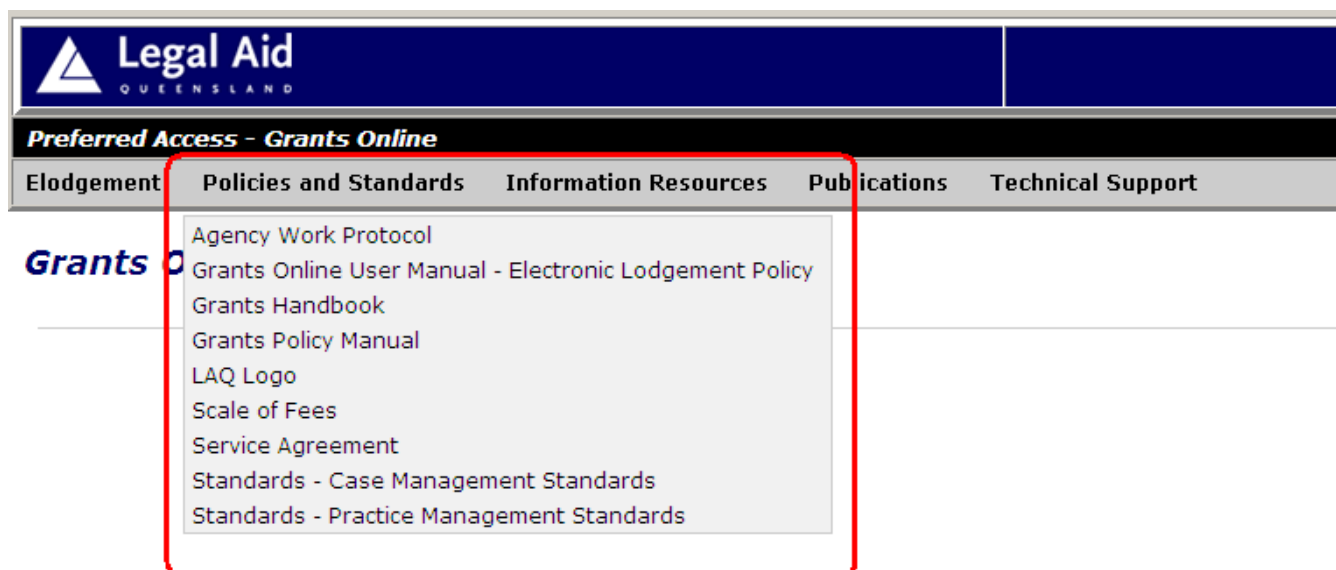 Legal Aid
QUEENSLAND
Preferred Access - Grants Online
Elodgement Policies and Standards Information Resources Publications Technical Support
Grants O
Agency Work Protocol
Grants Online User Manual - Electronic Lodgement Policy
Grants Handbook
Grants Policy Manual
LAQ Logo
Scale of Fees
Service Agreement
Standards - Case Management Standards
Standards - Practice Management Standards